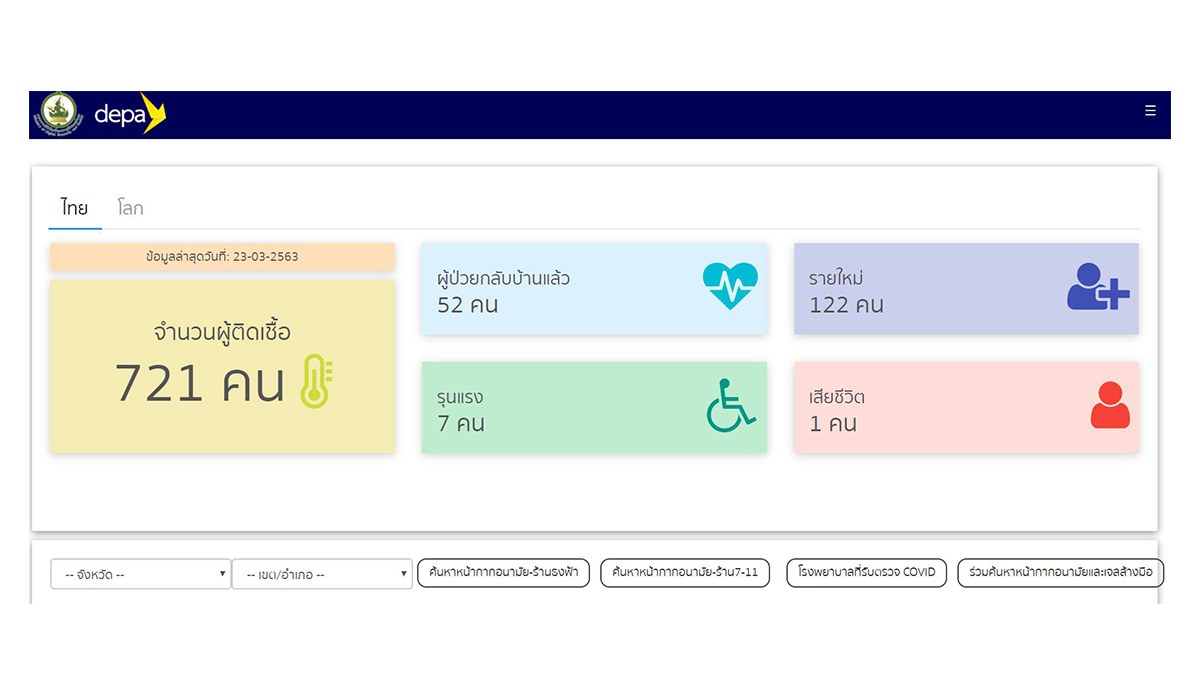 depa
☰
ไทย
โลก
ข้อมูลล่าสุดวันที่: 23-03-2563
จำนวนผู้ติดเชื้อ
721 คน
ผู้ป่วยกลับบ้านแล้ว
52 คน
รายใหม่
122 คน
รุนแรง
7 คน
เสียชีวิต
1 คน
-- จังหวัด --
-- เขต/อำเภอ --
ค้นหาหน้ากากอนามัย-ร้านธงฟ้า
ค้นหาหน้ากากอนามัย-ร้าน7-11
โรงพยาบาลที่รับตรวจ COVID
ร่วมค้นหาหน้ากากอนามัยและเจลล้างมือ